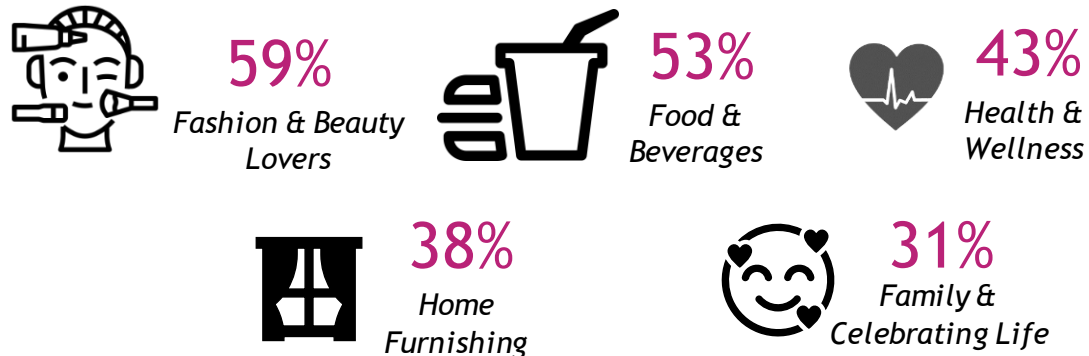 59%
Fashion & Beauty
Lovers
53%
Food &
Beverages
43%
Health &
Wellness
38%
Home
Furnishing
31%
Family &
Celebrating Life